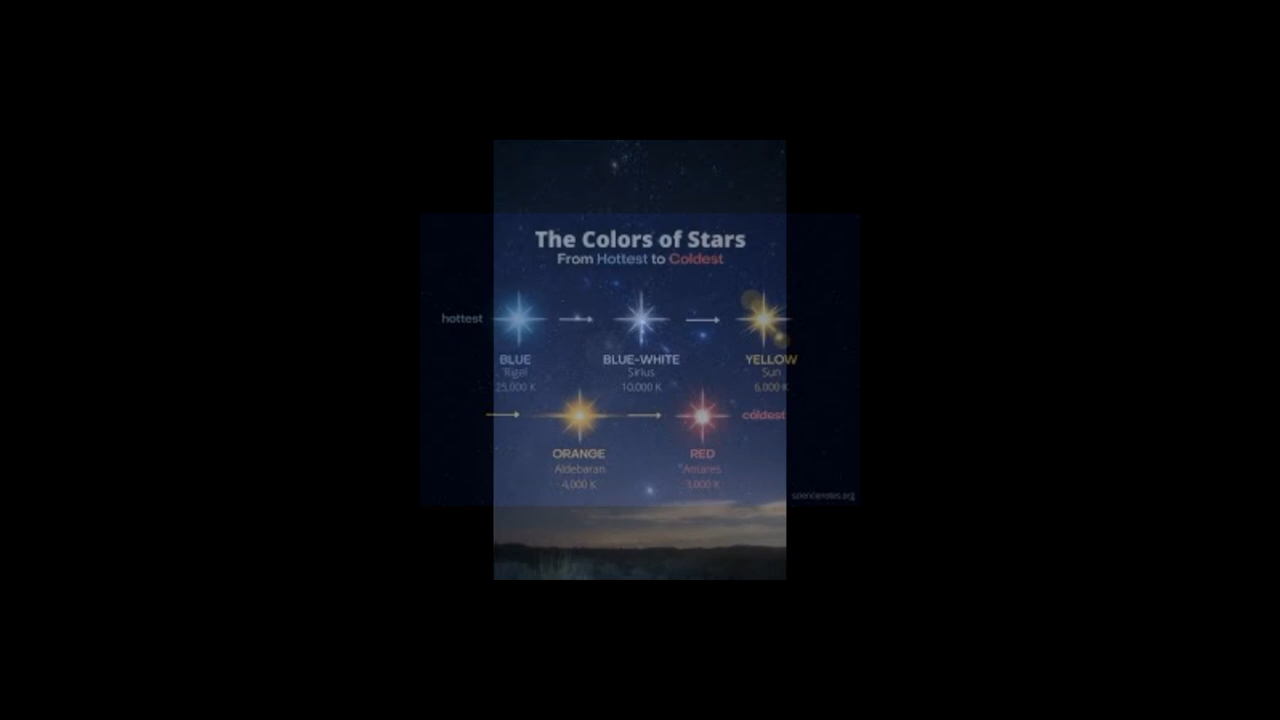 The Colors of Stars
From Hottest to Coldest
hottest
BLUE
Rigel
25,000 K
BLUE-WHITE
Sirius
10,000 K
YELLOW
Sun
6,000 K
ORANGE
Aldebaran
4,000 K
RED
Antares
3,000 K
coldest
sciencenotes.org